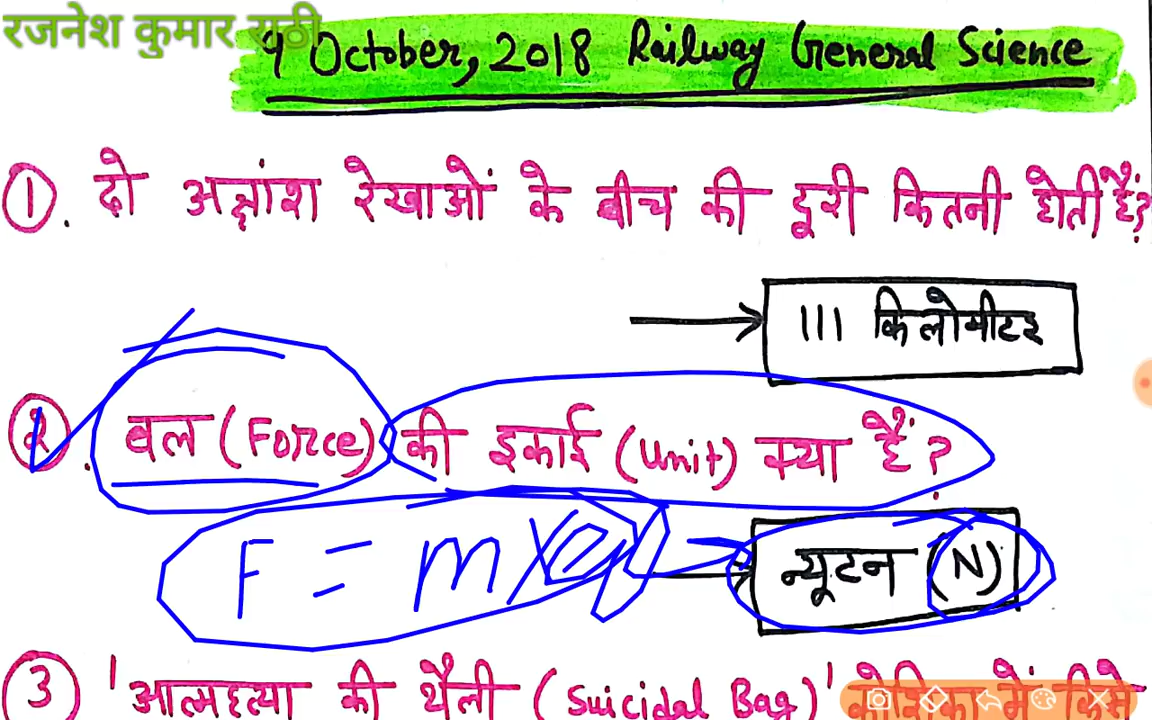 रजनेश कुमार राठी
9 October, 2018 Railway General Science
①. दो अक्षांश रेखाओं के बीच की दूरी कितनी होती हैं?
111 किलोमीटर
②. बल (Force) की इकाई (Unit) क्या हैं?
F = m×a
न्यूटन (N)
③ 'आत्महत्या की थैली (Suicidal Bag)' कोशिका में किसे